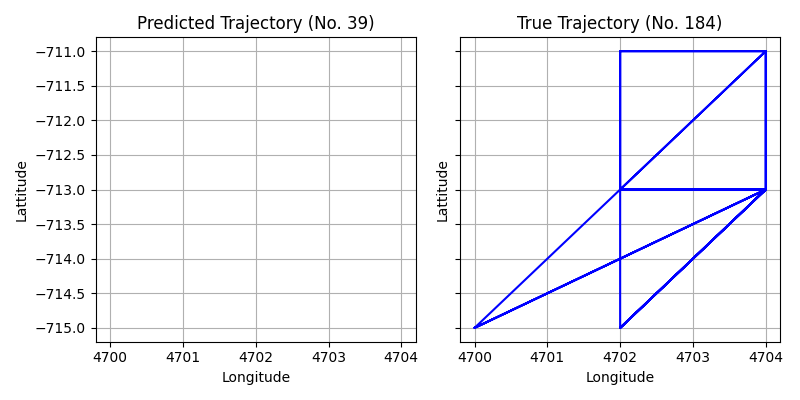 Predicted Trajectory (No. 39)
True Trajectory (No. 184)
−711.0
−711.5
−712.0
−712.5
−713.0
−713.5
−714.0
−714.5
−715.0
Lattitude
Lattitude
4700 4701 4702 4703 4704
4700 4701 4702 4703 4704
Longitude
Longitude